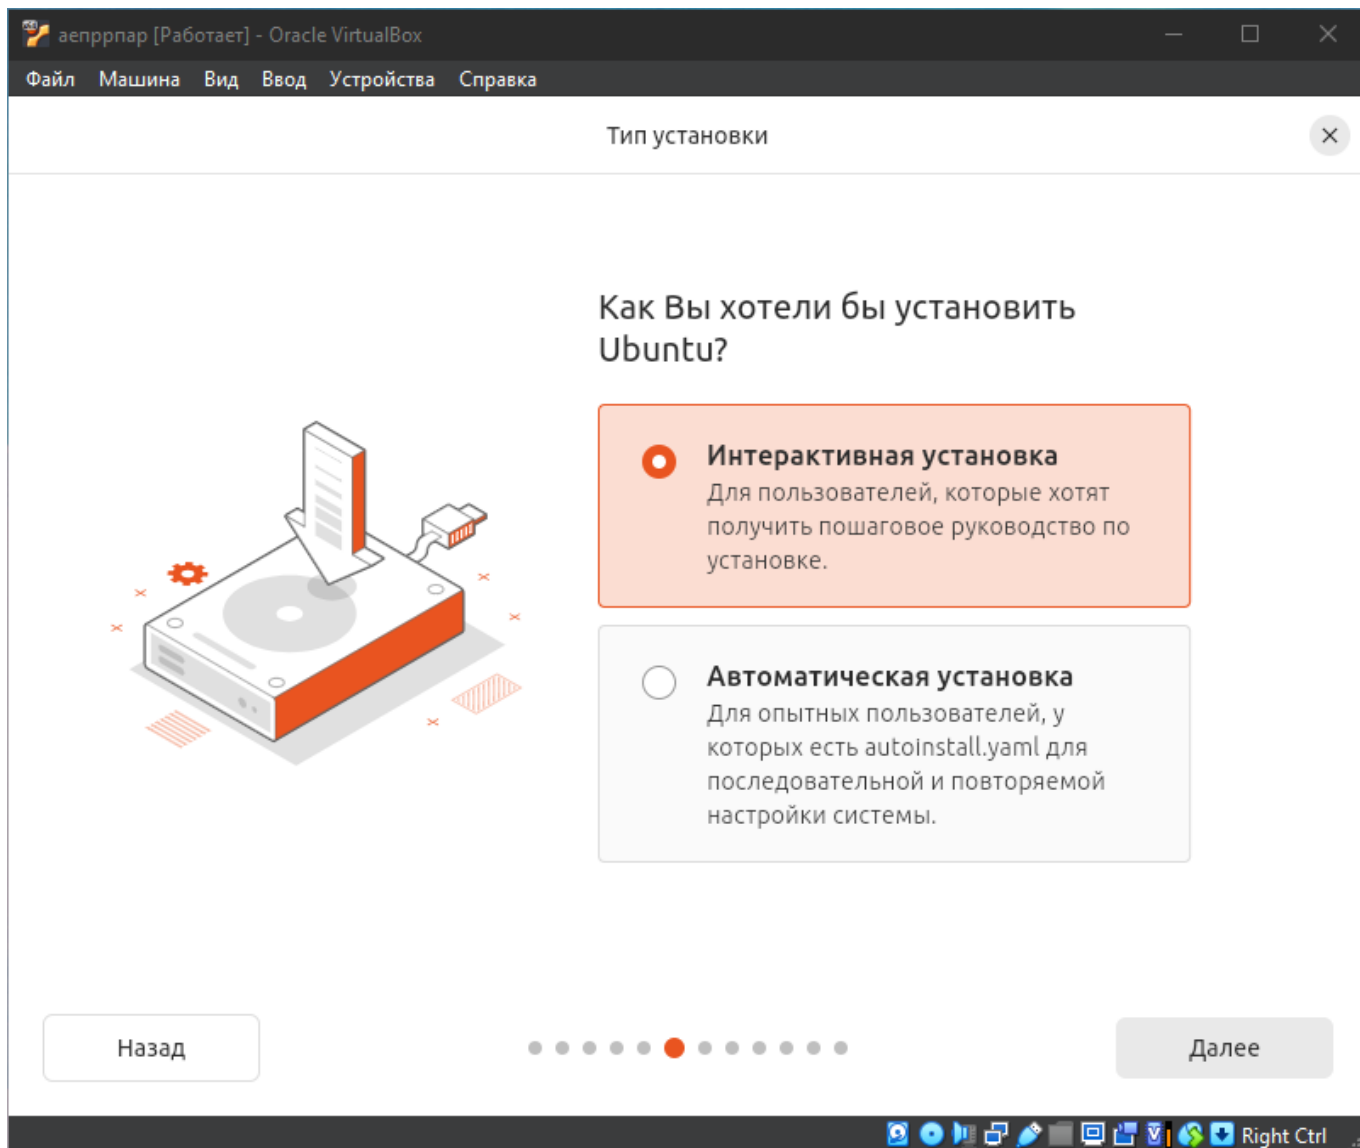 аепррпар [Работает] - Oracle VirtualBox
Файл Машина Вид Ввод Устройства Справка
Тип установки
Как Вы хотели бы установить
Ubuntu?
Интерактивная установка
Для пользователей, которые хотят
получить пошаговое руководство по
установке.
Автоматическая установка
Для опытных пользователей, у
которых есть autoinstall.yaml для
последовательной и повторяемой
настройки системы.
Назад
Далее
Right Ctrl